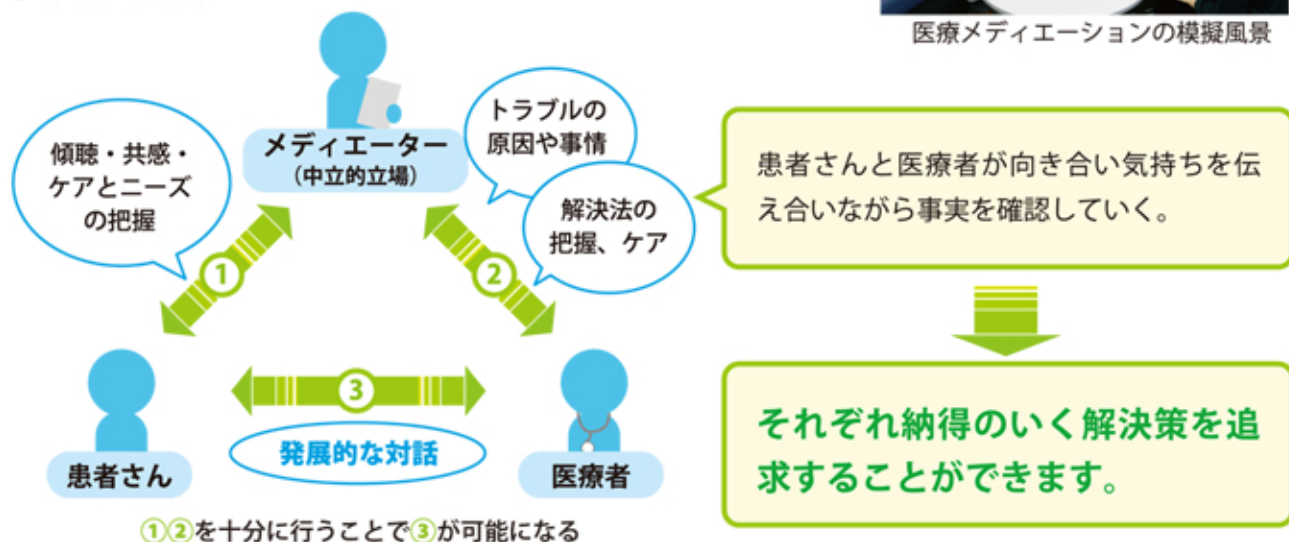 医療メディエーションの模擬風景
メディエーター
(中立的立場)
傾聴・共感・
ケアとニーズ
の把握
トラブルの
原因や事情
解決法の
把握、ケア
①
②
③
発展的な対話
患者さん
医療者
①②を十分に行うことで③が可能になる
患者さんと医療者が向き合い気持ちを伝
え合いながら事実を確認していく。
それぞれ納得のいく解決策を追
求することができます。